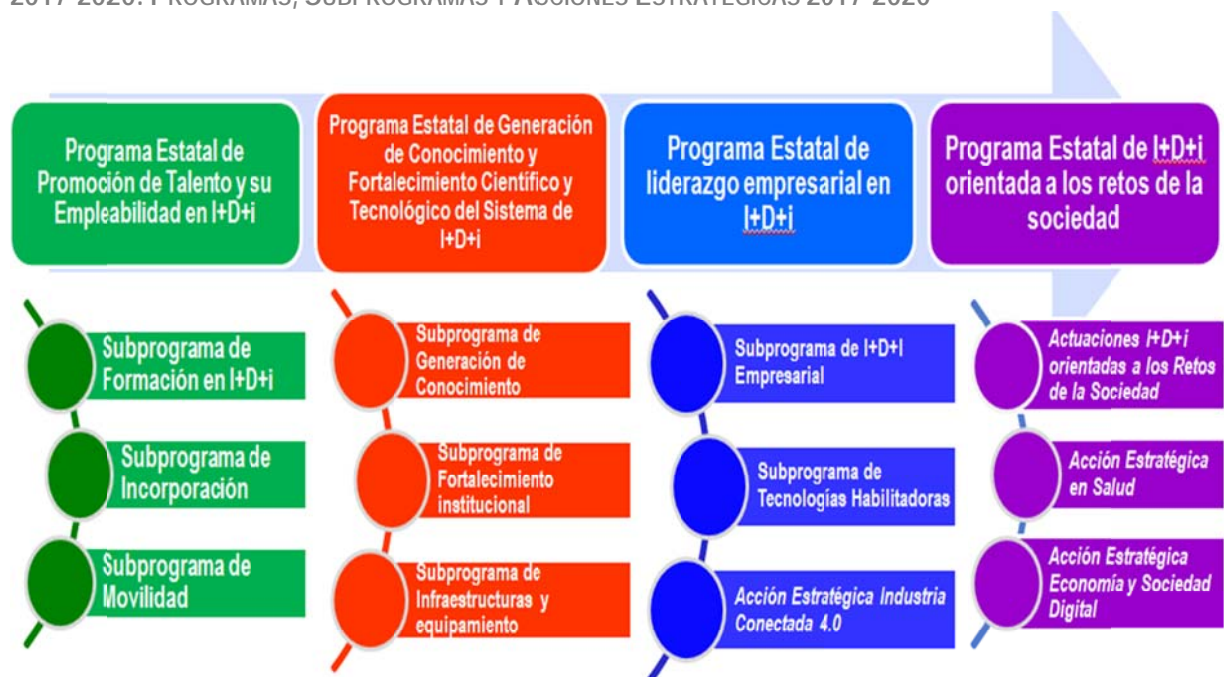 2017-2020: PROGRAMAS, SUBPROGRAMAS Y ACCIONES ESTRATÉGICAS 2017-2020
Programa Estatal de
Promoción de Talento y su
Empleabilidad en I+D+i
Programa Estatal de Generación
de Conocimiento y
Fortalecimiento Científico y
Tecnológico del Sistema de
I+D+i
Programa Estatal de
liderazgo empresarial en
I+D+i
Programa Estatal de I+D+i
orientada a los retos de la
sociedad
Subprograma de
Formación en I+D+i
Subprograma de
Incorporación
Subprograma de
Movilidad
Subprograma de
Generación de
Conocimiento
Subprograma de
Fortalecimiento
institucional
Subprograma de
Infraestructuras y
equipamiento
Subprograma de I+D+I
Empresarial
Subprograma de
Tecnologías Habilitadoras
Acción Estratégica Industria
Conectada 4.0
Actuaciones I+D+i
orientadas a los Retos
de la Sociedad
Acción Estratégica
en Salud
Acción Estratégica
Economía y Sociedad
Digital